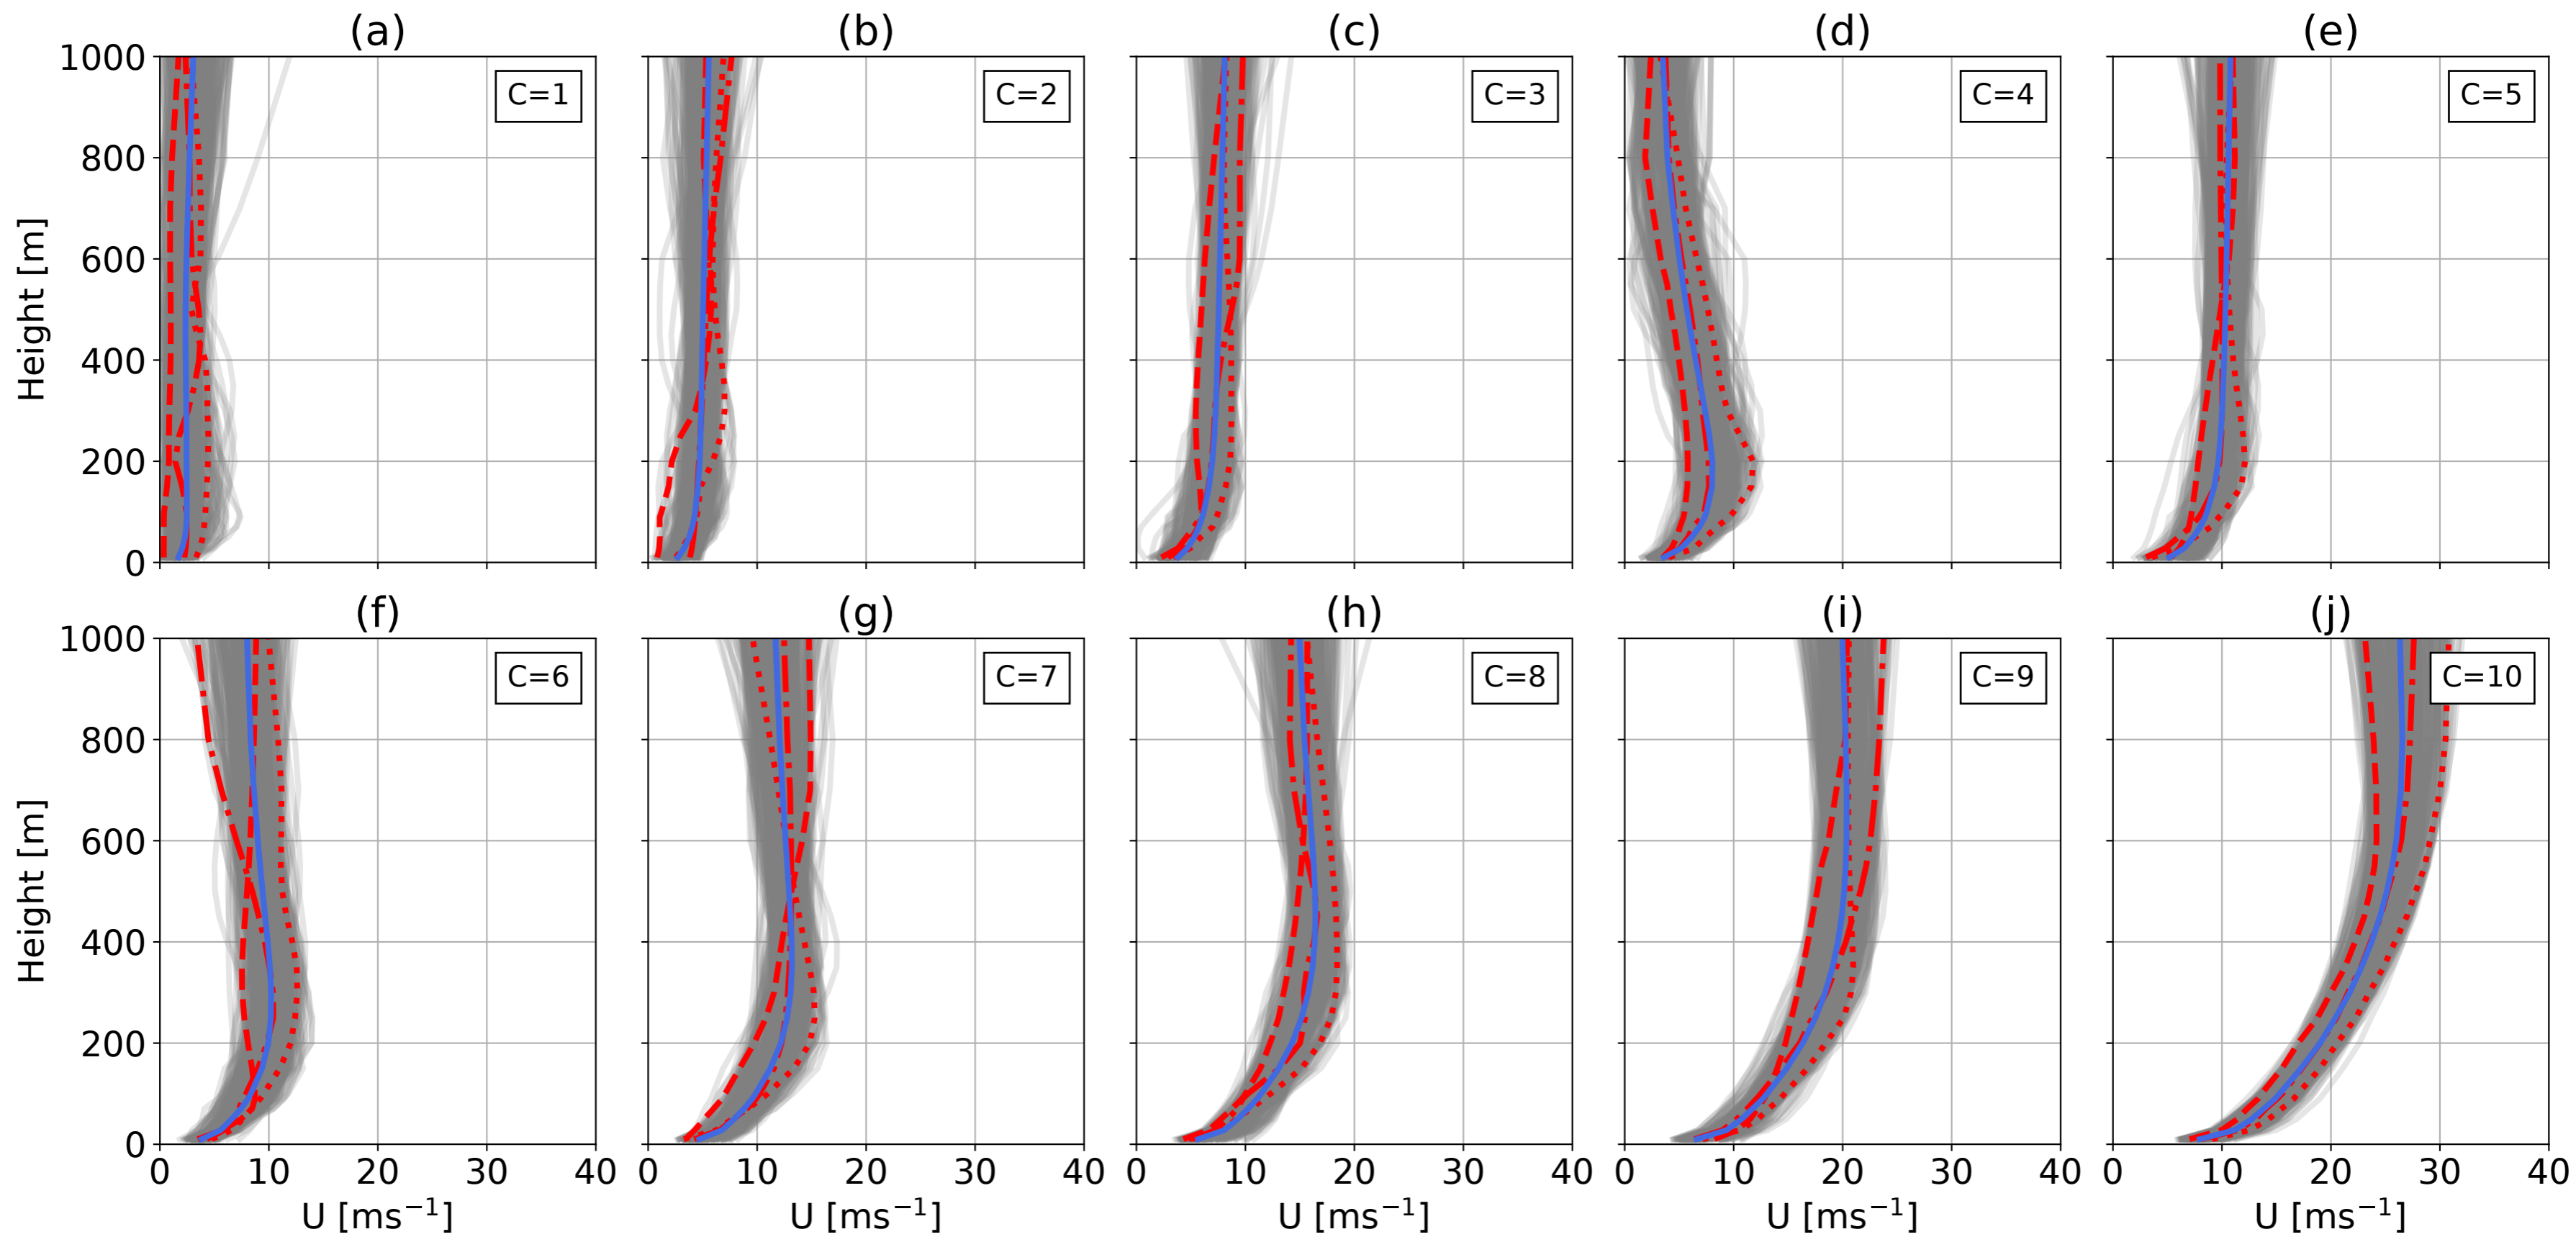 (a) (b) (c) (d) (e)
1000
800
600
400
200
0
Height [m]
C=1 C=2 C=3 C=4 C=5
(f) (g) (h) (i) (j)
1000
800
600
400
200
0
Height [m]
C=6 C=7 C=8 C=9 C=10
0 10 20 30 40 0 10 20 30 40 0 10 20 30 40 0 10 20 30 40 0 10 20 30 40
U [ms⁻¹] U [ms⁻¹] U [ms⁻¹] U [ms⁻¹] U [ms⁻¹]